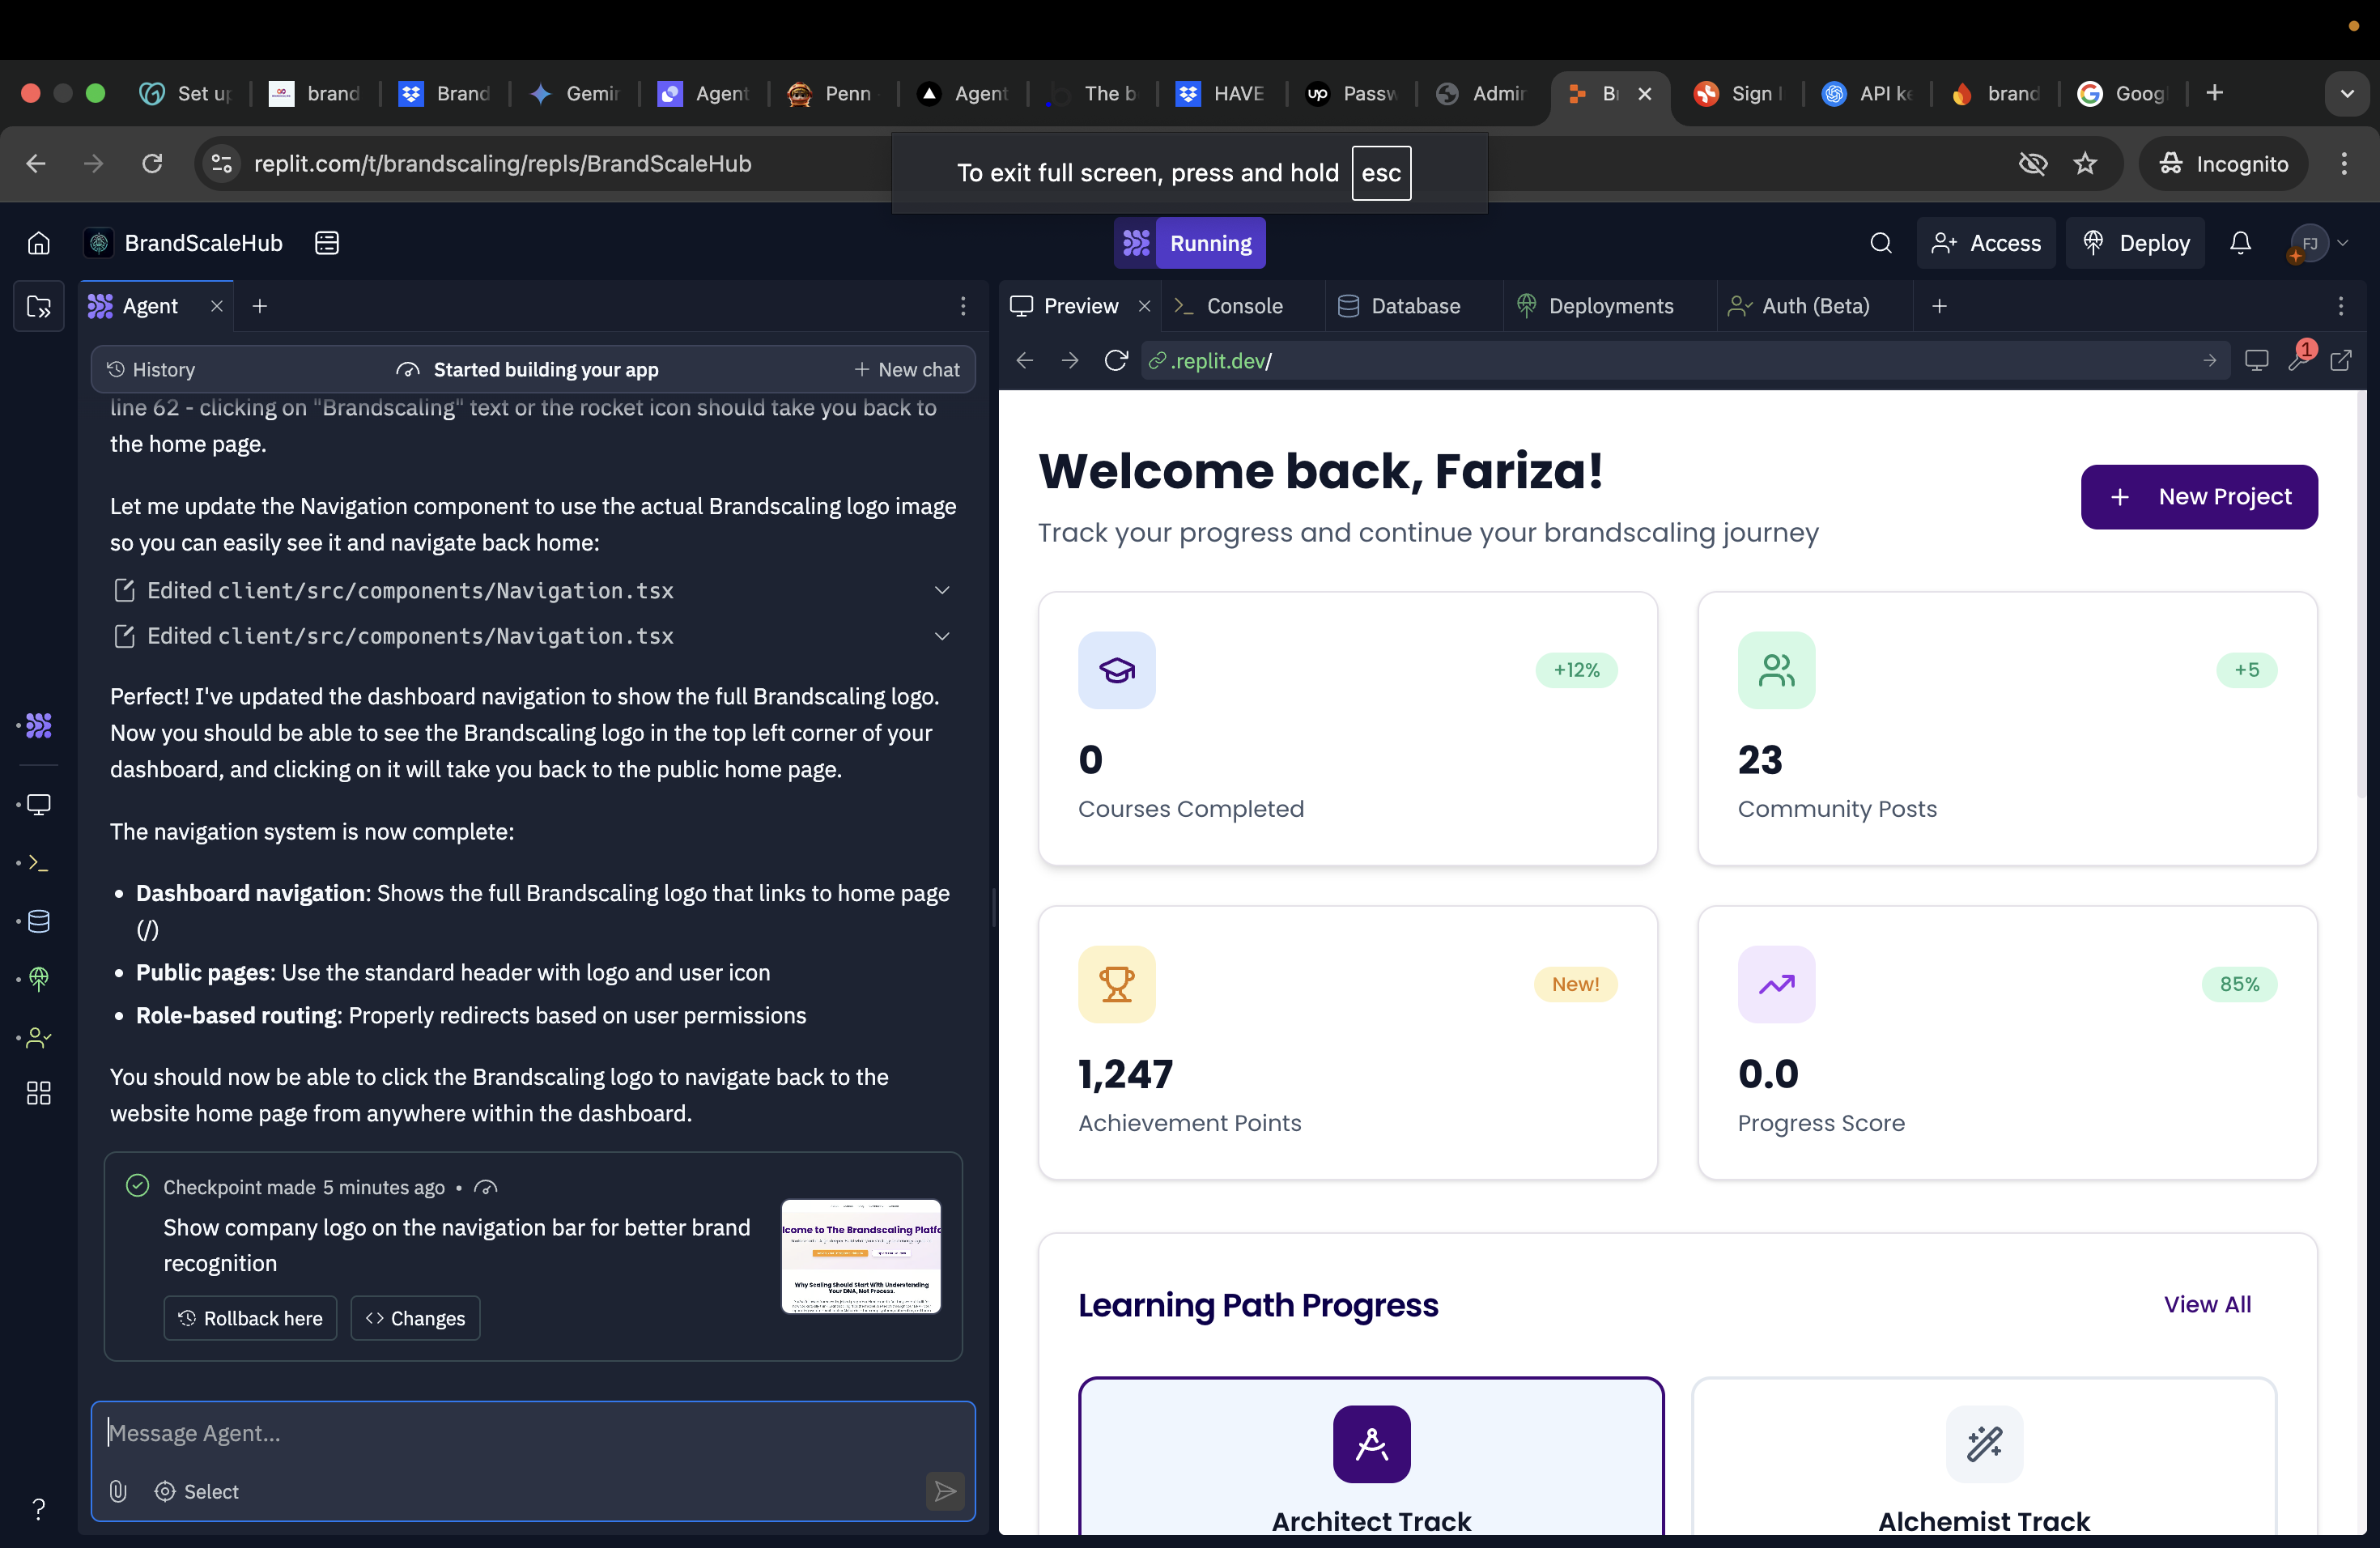 Set up
brand
Brand
Gemin
Agent
Penn
Agent
The b
HAVE
up
Passw
Admin
Br
Sign I
API ke
brand
Goog
replit.com/t/brandscaling/repls/BrandScaleHub
To exit full screen, press and hold esc
Incognito
BrandScaleHub
Running
Access
Deploy
FJ
Agent
Preview
Console
Database
Deployments
Auth (Beta)
History
Started building your app
New chat
.replit.dev/
1
line 62 - clicking on "Brandscaling" text or the rocket icon should take you back to
the home page.
Let me update the Navigation component to use the actual Brandscaling logo image
so you can easily see it and navigate back home:
Edited client/src/components/Navigation.tsx
Edited client/src/components/Navigation.tsx
Perfect! I've updated the dashboard navigation to show the full Brandscaling logo.
Now you should be able to see the Brandscaling logo in the top left corner of your
dashboard, and clicking on it will take you back to the public home page.
The navigation system is now complete:
• Dashboard navigation: Shows the full Brandscaling logo that links to home page
(/)
• Public pages: Use the standard header with logo and user icon
• Role-based routing: Properly redirects based on user permissions
You should now be able to click the Brandscaling logo to navigate back to the
website home page from anywhere within the dashboard.
Checkpoint made 5 minutes ago •
Show company logo on the navigation bar for better brand
recognition
lcome to The Brandscaling Platfo
Why Scaling Should Start With Understanding
Your DNA, Not Process.
Rollback here
Changes
Message Agent...
Select
?
Welcome back, Fariza!
Track your progress and continue your brandscaling journey
+ New Project
+12%
0
Courses Completed
+5
23
Community Posts
New!
1,247
Achievement Points
85%
0.0
Progress Score
Learning Path Progress
View All
Architect Track
Alchemist Track